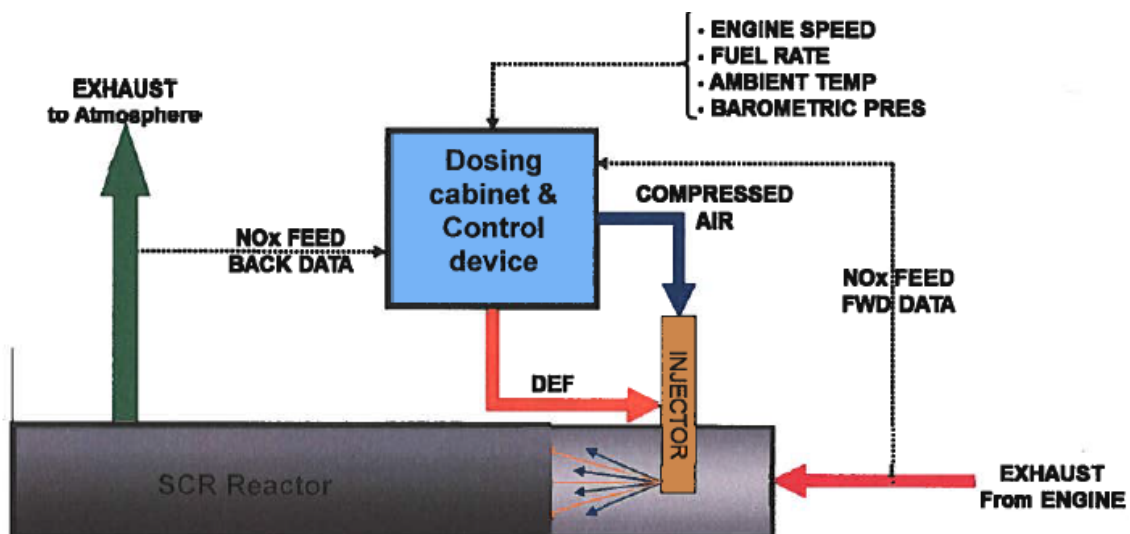 · ENGINE SPEED
· FUEL RATE
· AMBIENT TEMP
· BAROMETRIC PRES
EXHAUST
to Atmosphere
Dosing
cabinet &
Control
device
COMPRESSED
AIR
NOx FEED
BACK DATA
NOx FEED
FWD DATA
INJECTOR
DEF
SCR Reactor
EXHAUST
From ENGINE